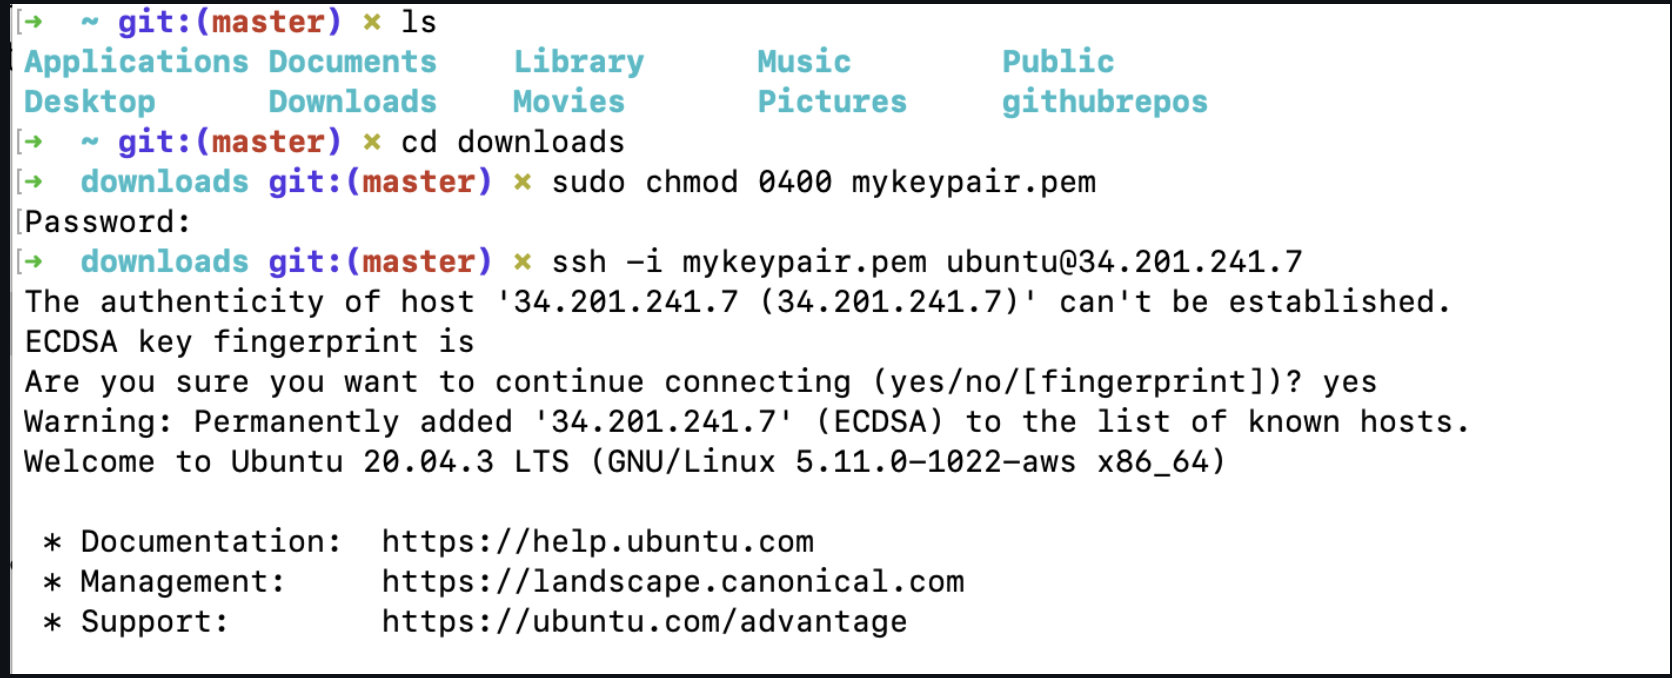 [→  ~ git:(master) × ls
Applications Documents    Library      Music        Public
Desktop      Downloads    Movies       Pictures     githubrepos
[→  ~ git:(master) × cd downloads
[→  downloads git:(master) × sudo chmod 0400 mykeypair.pem
[Password:
[→  downloads git:(master) × ssh -i mykeypair.pem ubuntu@34.201.241.7
The authenticity of host '34.201.241.7 (34.201.241.7)' can't be established.
ECDSA key fingerprint is
Are you sure you want to continue connecting (yes/no/[fingerprint])? yes
Warning: Permanently added '34.201.241.7' (ECDSA) to the list of known hosts.
Welcome to Ubuntu 20.04.3 LTS (GNU/Linux 5.11.0-1022-aws x86_64)
* Documentation:  https://help.ubuntu.com
* Management:     https://landscape.canonical.com
* Support:        https://ubuntu.com/advantage